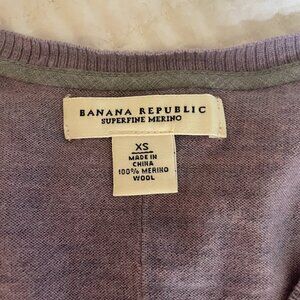 BANANA REPUBLIC
SUPERFINE MERINO
XS
MADE IN
CHINA
100% MERINO
WOOL